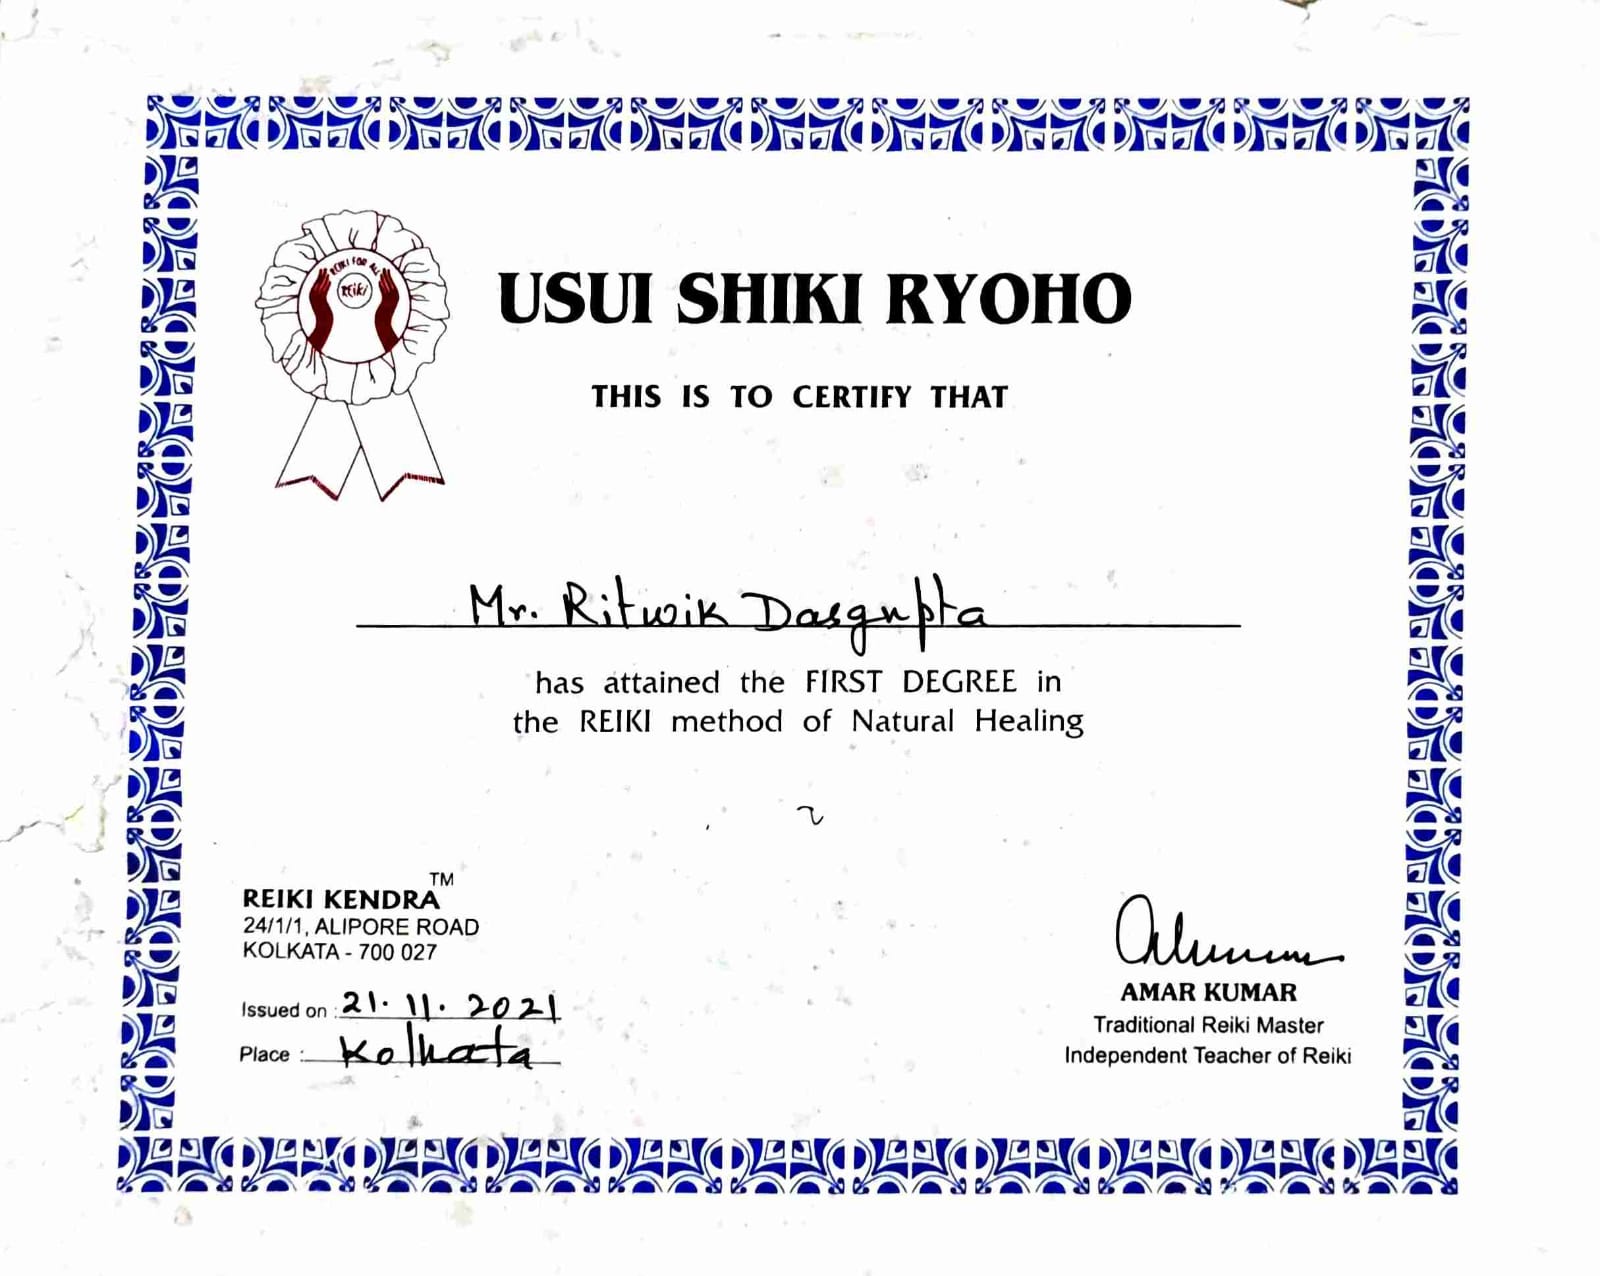 REIKI FOR ALL
REiKi
USUI SHIKI RYOHO
THIS IS TO CERTIFY THAT
Mr. Ritwik Dasgupta
has attained the FIRST DEGREE in
the REIKI method of Natural Healing
REIKI KENDRA™
24/1/1, ALIPORE ROAD
KOLKATA - 700 027
Issued on : 21.11.2021
Place : Kolkata
AMAR KUMAR
Traditional Reiki Master
Independent Teacher of Reiki